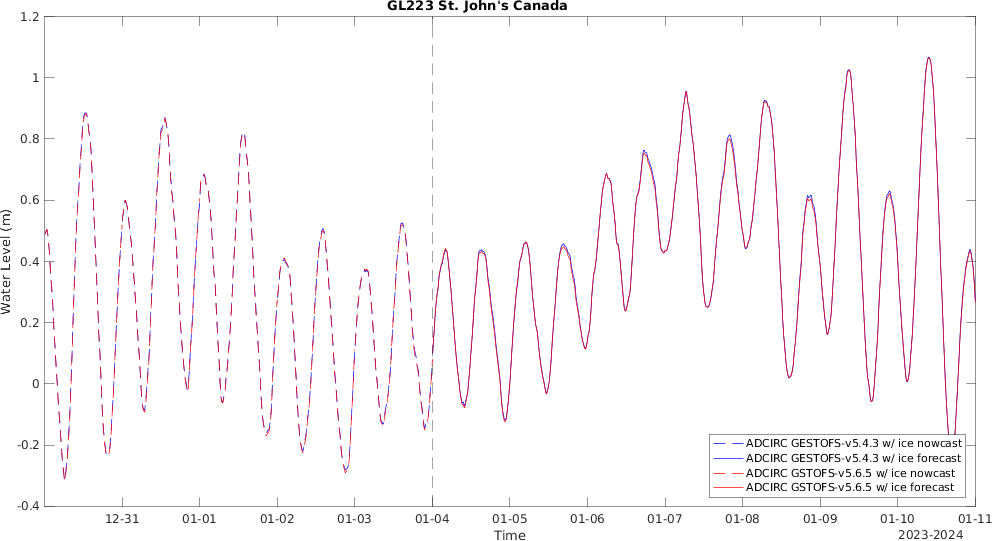 GL223 St. John's Canada
Water Level (m)
1.2
1
0.8
0.6
0.4
0.2
0
-0.2
-0.4
ADCIRC GESTOFS-v5.4.3 w/ ice nowcast
ADCIRC GESTOFS-v5.4.3 w/ ice forecast
ADCIRC GSTOFS-v5.6.5 w/ ice nowcast
ADCIRC GSTOFS-v5.6.5 w/ ice forecast
12-31 01-01 01-02 01-03 01-04 01-05 01-06 01-07 01-08 01-09 01-10 01-11
Time
2023-2024